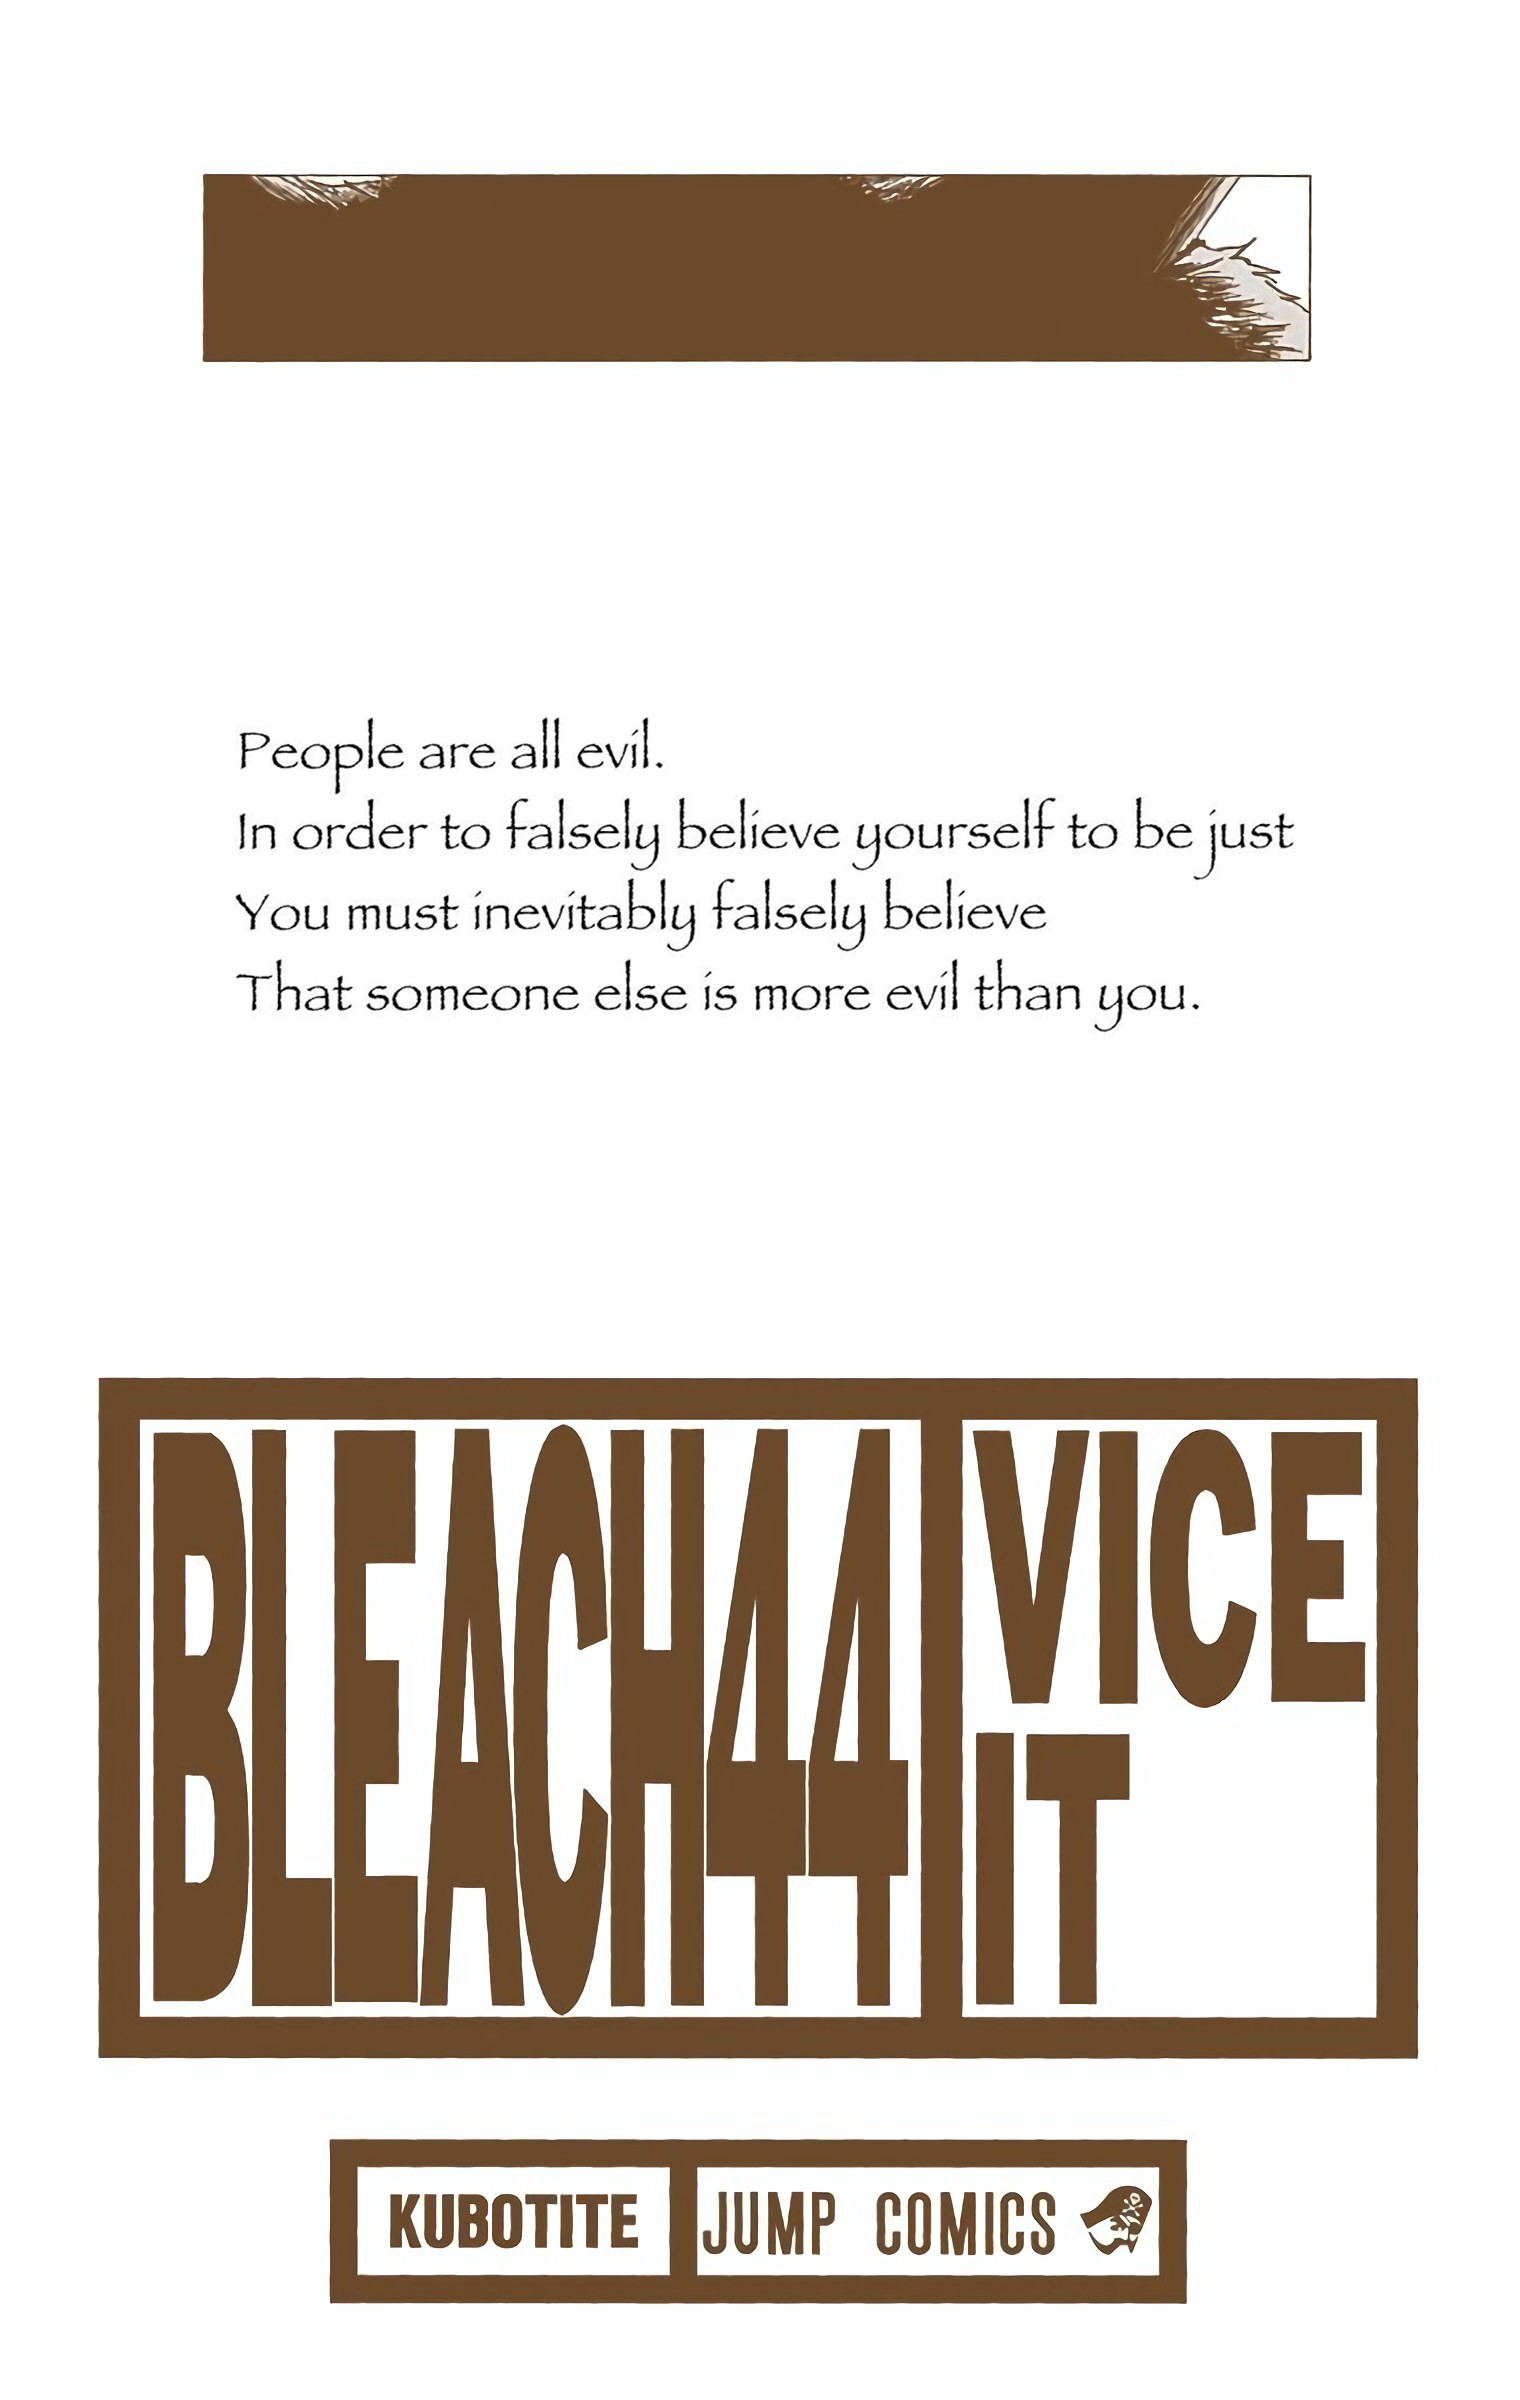 People are all evil.
In order to falsely believe yourself to be just
You must inevitably falsely believe
That someone else is more evil than you.
BLEACH44
VICE
IT
KUBOTITE
JUMP COMICS